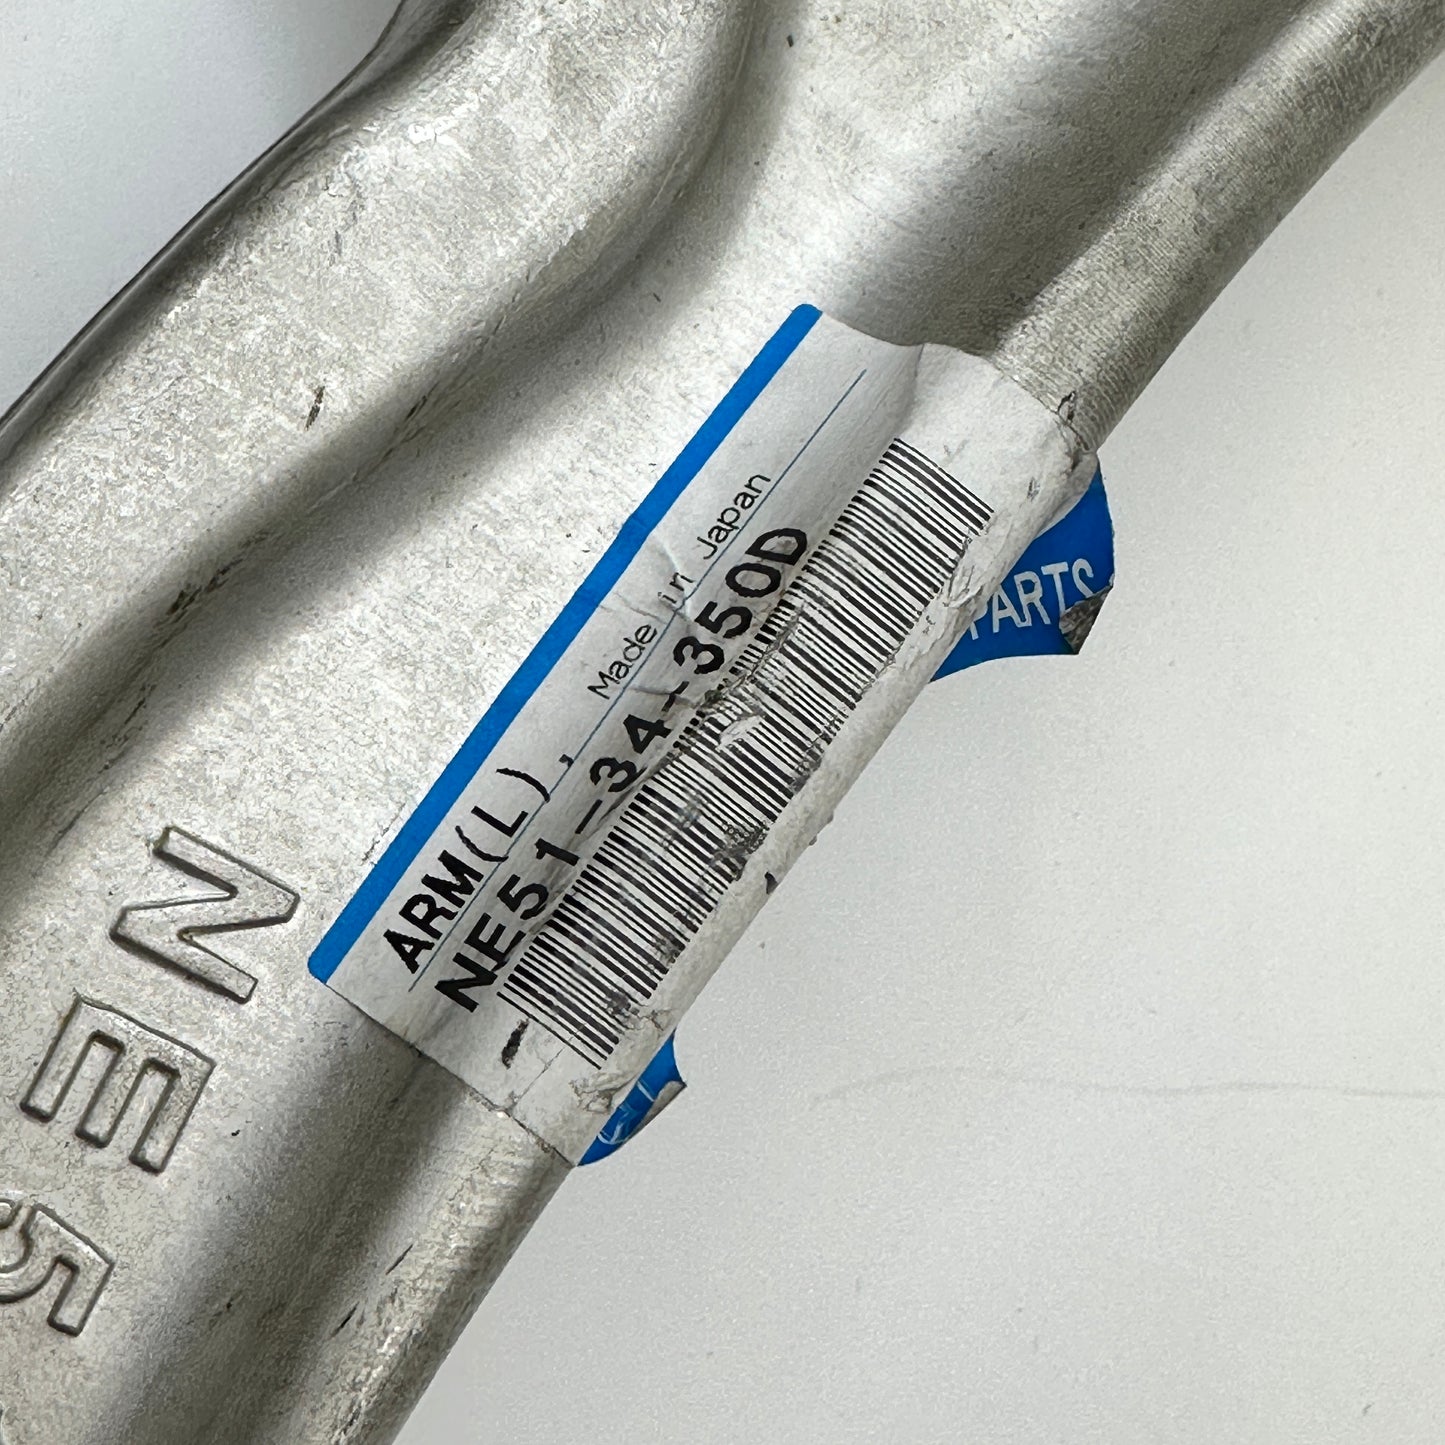 Made in Japan
ARM(L),
NE51-34-350D
PARTS
NE5